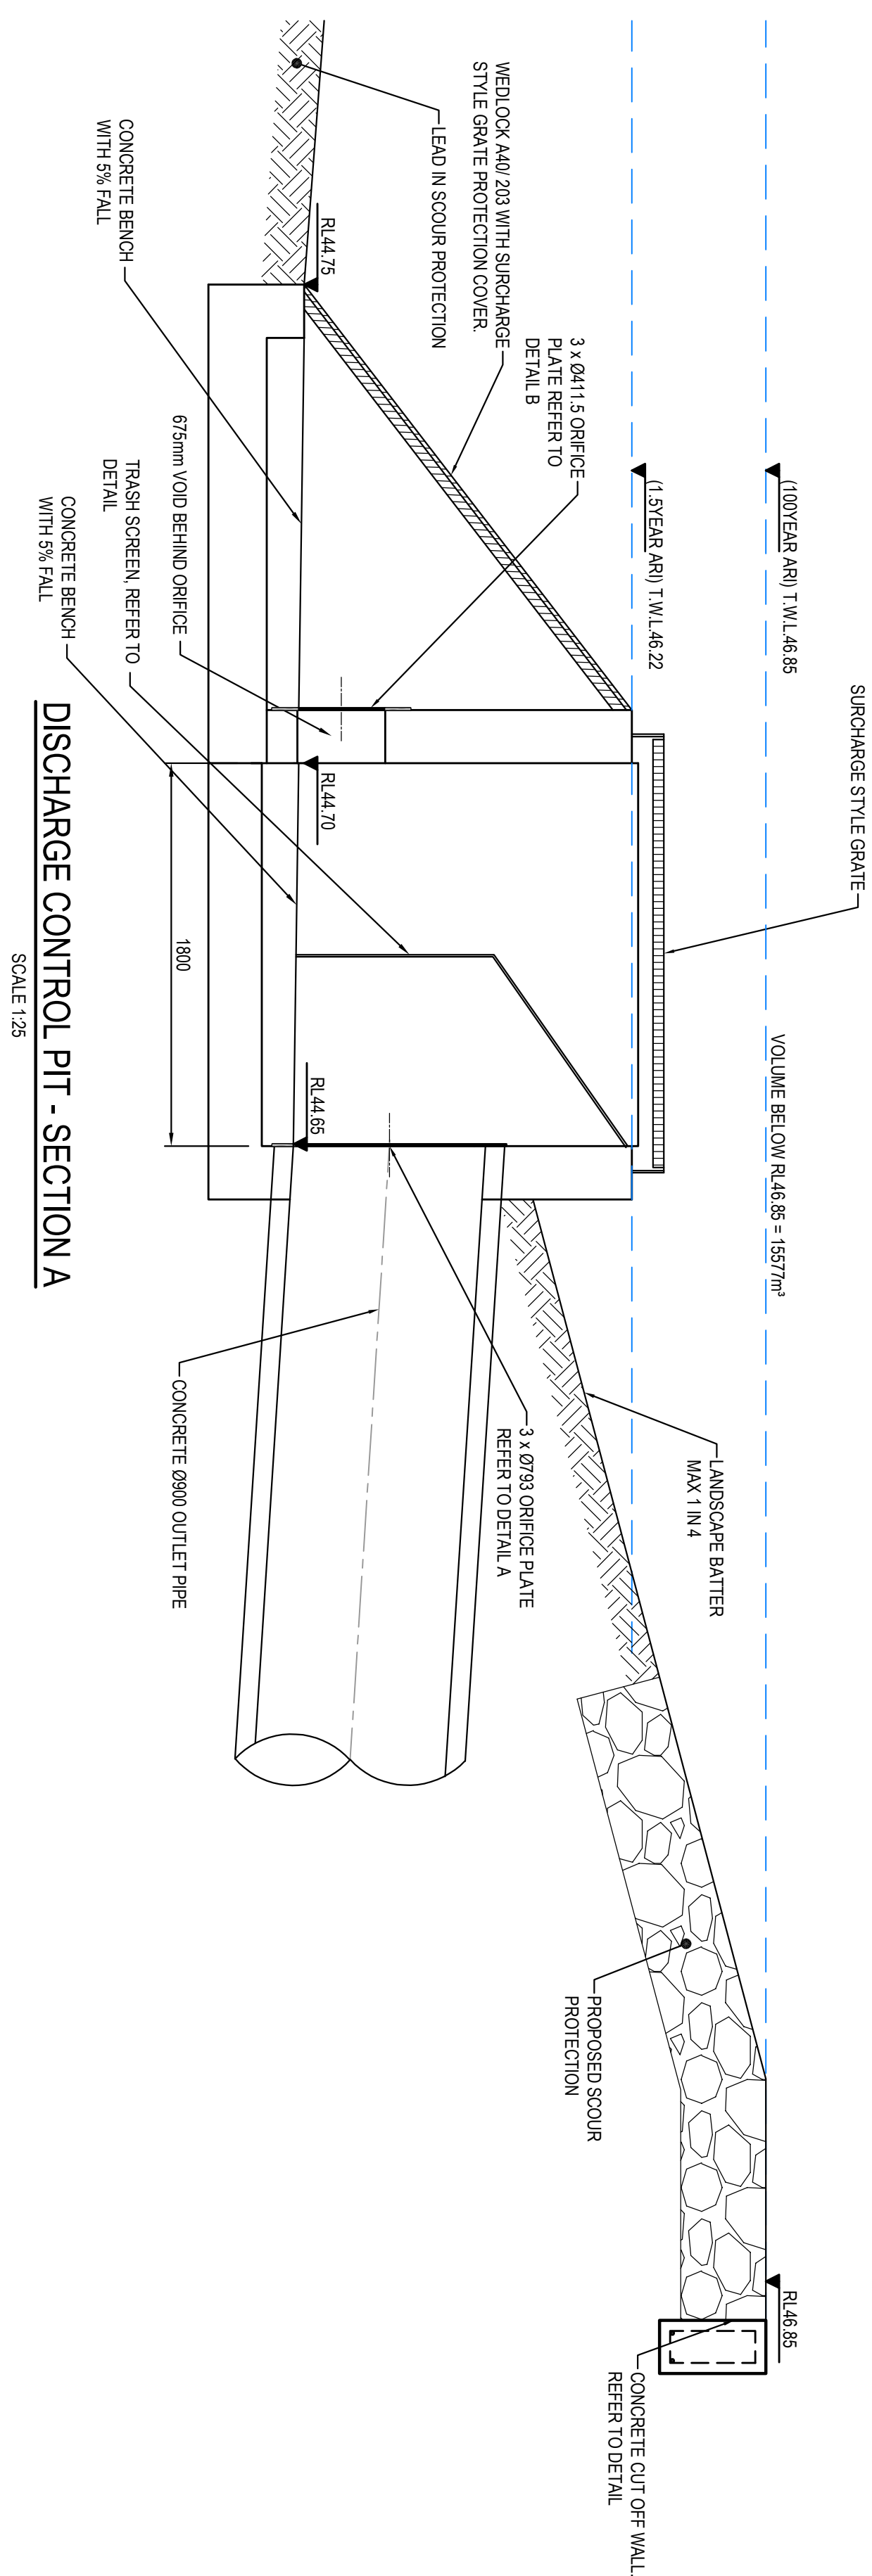 SURCHARGE STYLE GRATE
(100YEAR ARI) T.W.L.46.85
VOLUME BELOW RL46.85 = 15577m³
RL46.85
(1.5YEAR ARI) T.W.L.46.22
WEDLOCK A40/ 203 WITH SURCHARGE
STYLE GRATE PROTECTION COVER.
LEAD IN SCOUR PROTECTION
3 x Ø411.5 ORIFICE
PLATE REFER TO
DETAIL B
LANDSCAPE BATTER
MAX 1 IN 4
CONCRETE CUT OFF WALL.
REFER TO DETAIL
PROPOSED SCOUR
PROTECTION
3 x Ø793 ORIFICE PLATE
REFER TO DETAIL A
RL44.75
RL44.70
RL44.65
CONCRETE BENCH
WITH 5% FALL
675mm VOID BEHIND ORIFICE
1800
CONCRETE Ø900 OUTLET PIPE
TRASH SCREEN, REFER TO
DETAIL
CONCRETE BENCH
WITH 5% FALL
DISCHARGE CONTROL PIT - SECTION A
SCALE 1:25